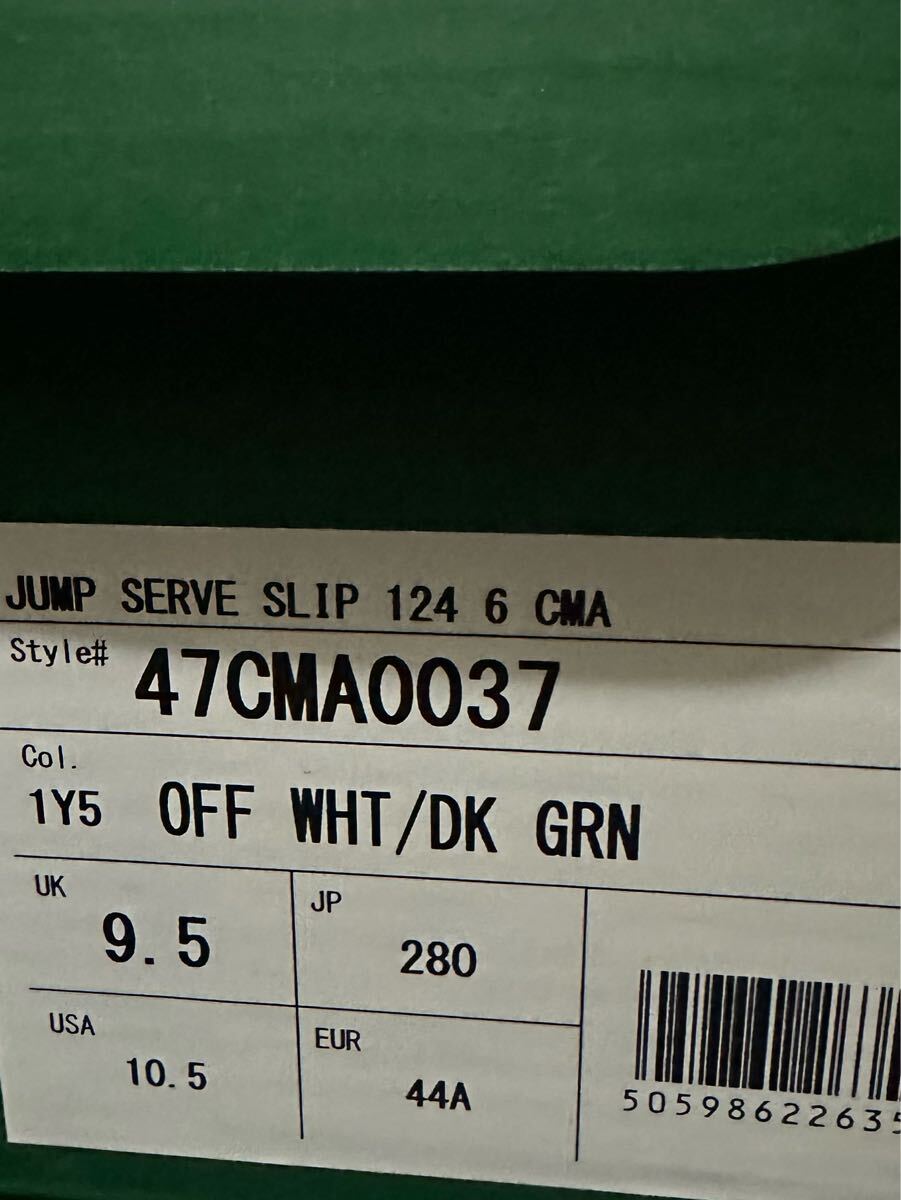 JUMP SERVE SLIP 124 6 CMA
Style# 47CMA0037
Col.
1Y5 OFF WHT/DK GRN
UK
9.5
JP
280
USA
10.5
EUR
44A
50598622635